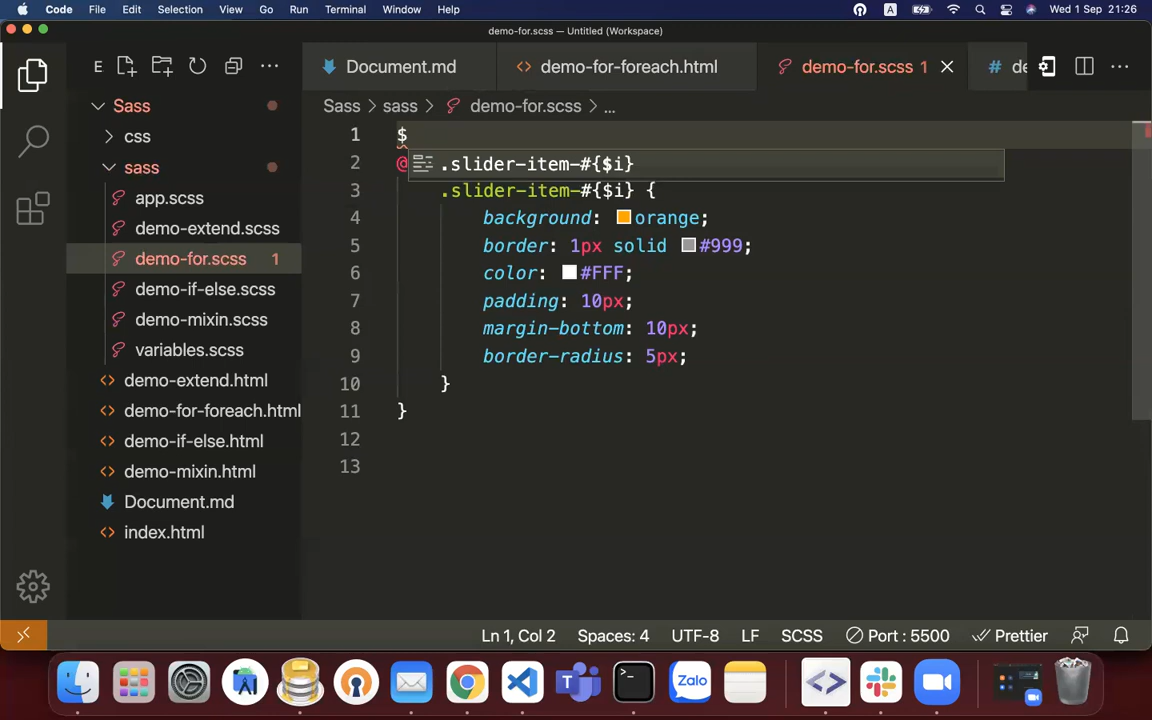 Code File Edit Selection View Go Run Terminal Window Help A Wed 1 Sep 21:26
demo-for.scss — Untitled (Workspace)
E
Document.md
demo-for-foreach.html
demo-for.scss 1
# de
Sass
css
sass
app.scss
demo-extend.scss
demo-for.scss 1
demo-if-else.scss
demo-mixin.scss
variables.scss
demo-extend.html
demo-for-foreach.html
demo-if-else.html
demo-mixin.html
Document.md
index.html
Sass > sass > demo-for.scss > ...
1 $
.slider-item-#{$i}
2 @
3 .slider-item-#{$i} {
4 background: orange;
5 border: 1px solid #999;
6 color: #FFF;
7 padding: 10px;
8 margin-bottom: 10px;
9 border-radius: 5px;
10 }
11 }
12
13
Ln 1, Col 2 Spaces: 4 UTF-8 LF SCSS Port : 5500 Prettier
Zalo